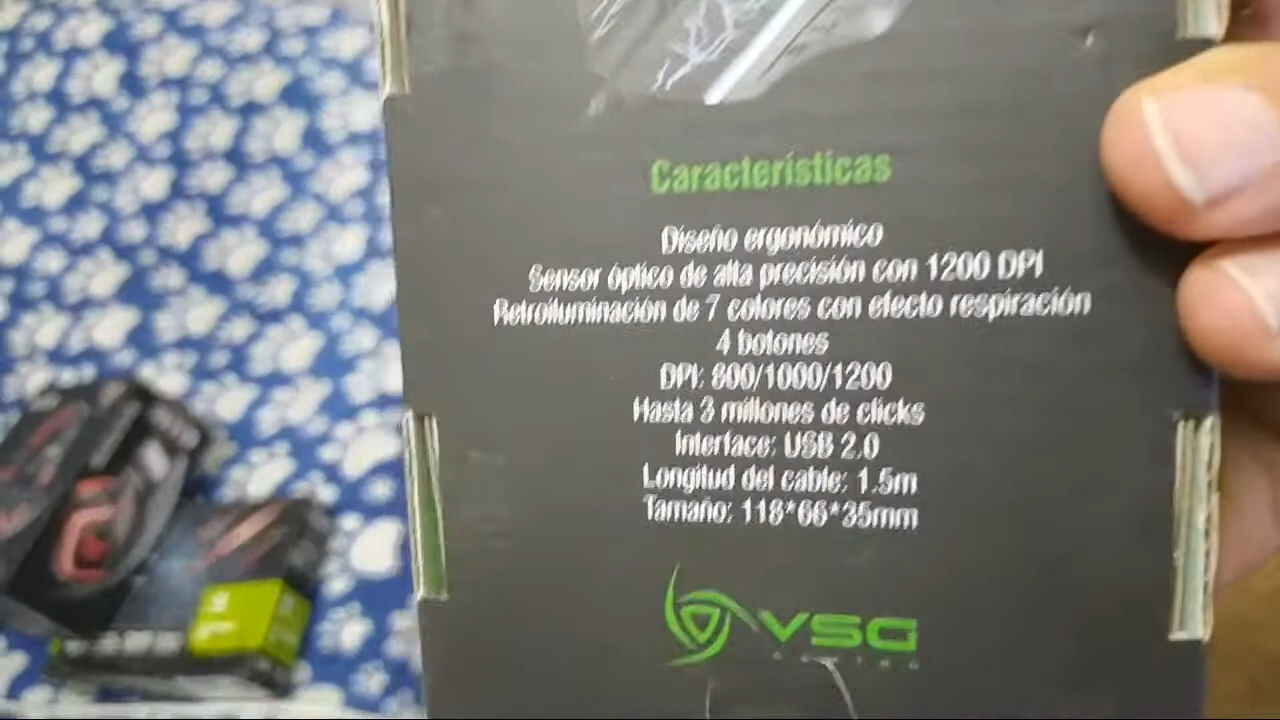 Características
Diseño ergonómico
Sensor óptico de alta precisión con 1200 DPI
Retroiluminación de 7 colores con efecto respiración
4 botones
DPI: 800/1000/1200
Hasta 3 millones de clicks
Interface: USB 2.0
Longitud del cable: 1.5m
Tamaño: 118*66*35mm
VSG